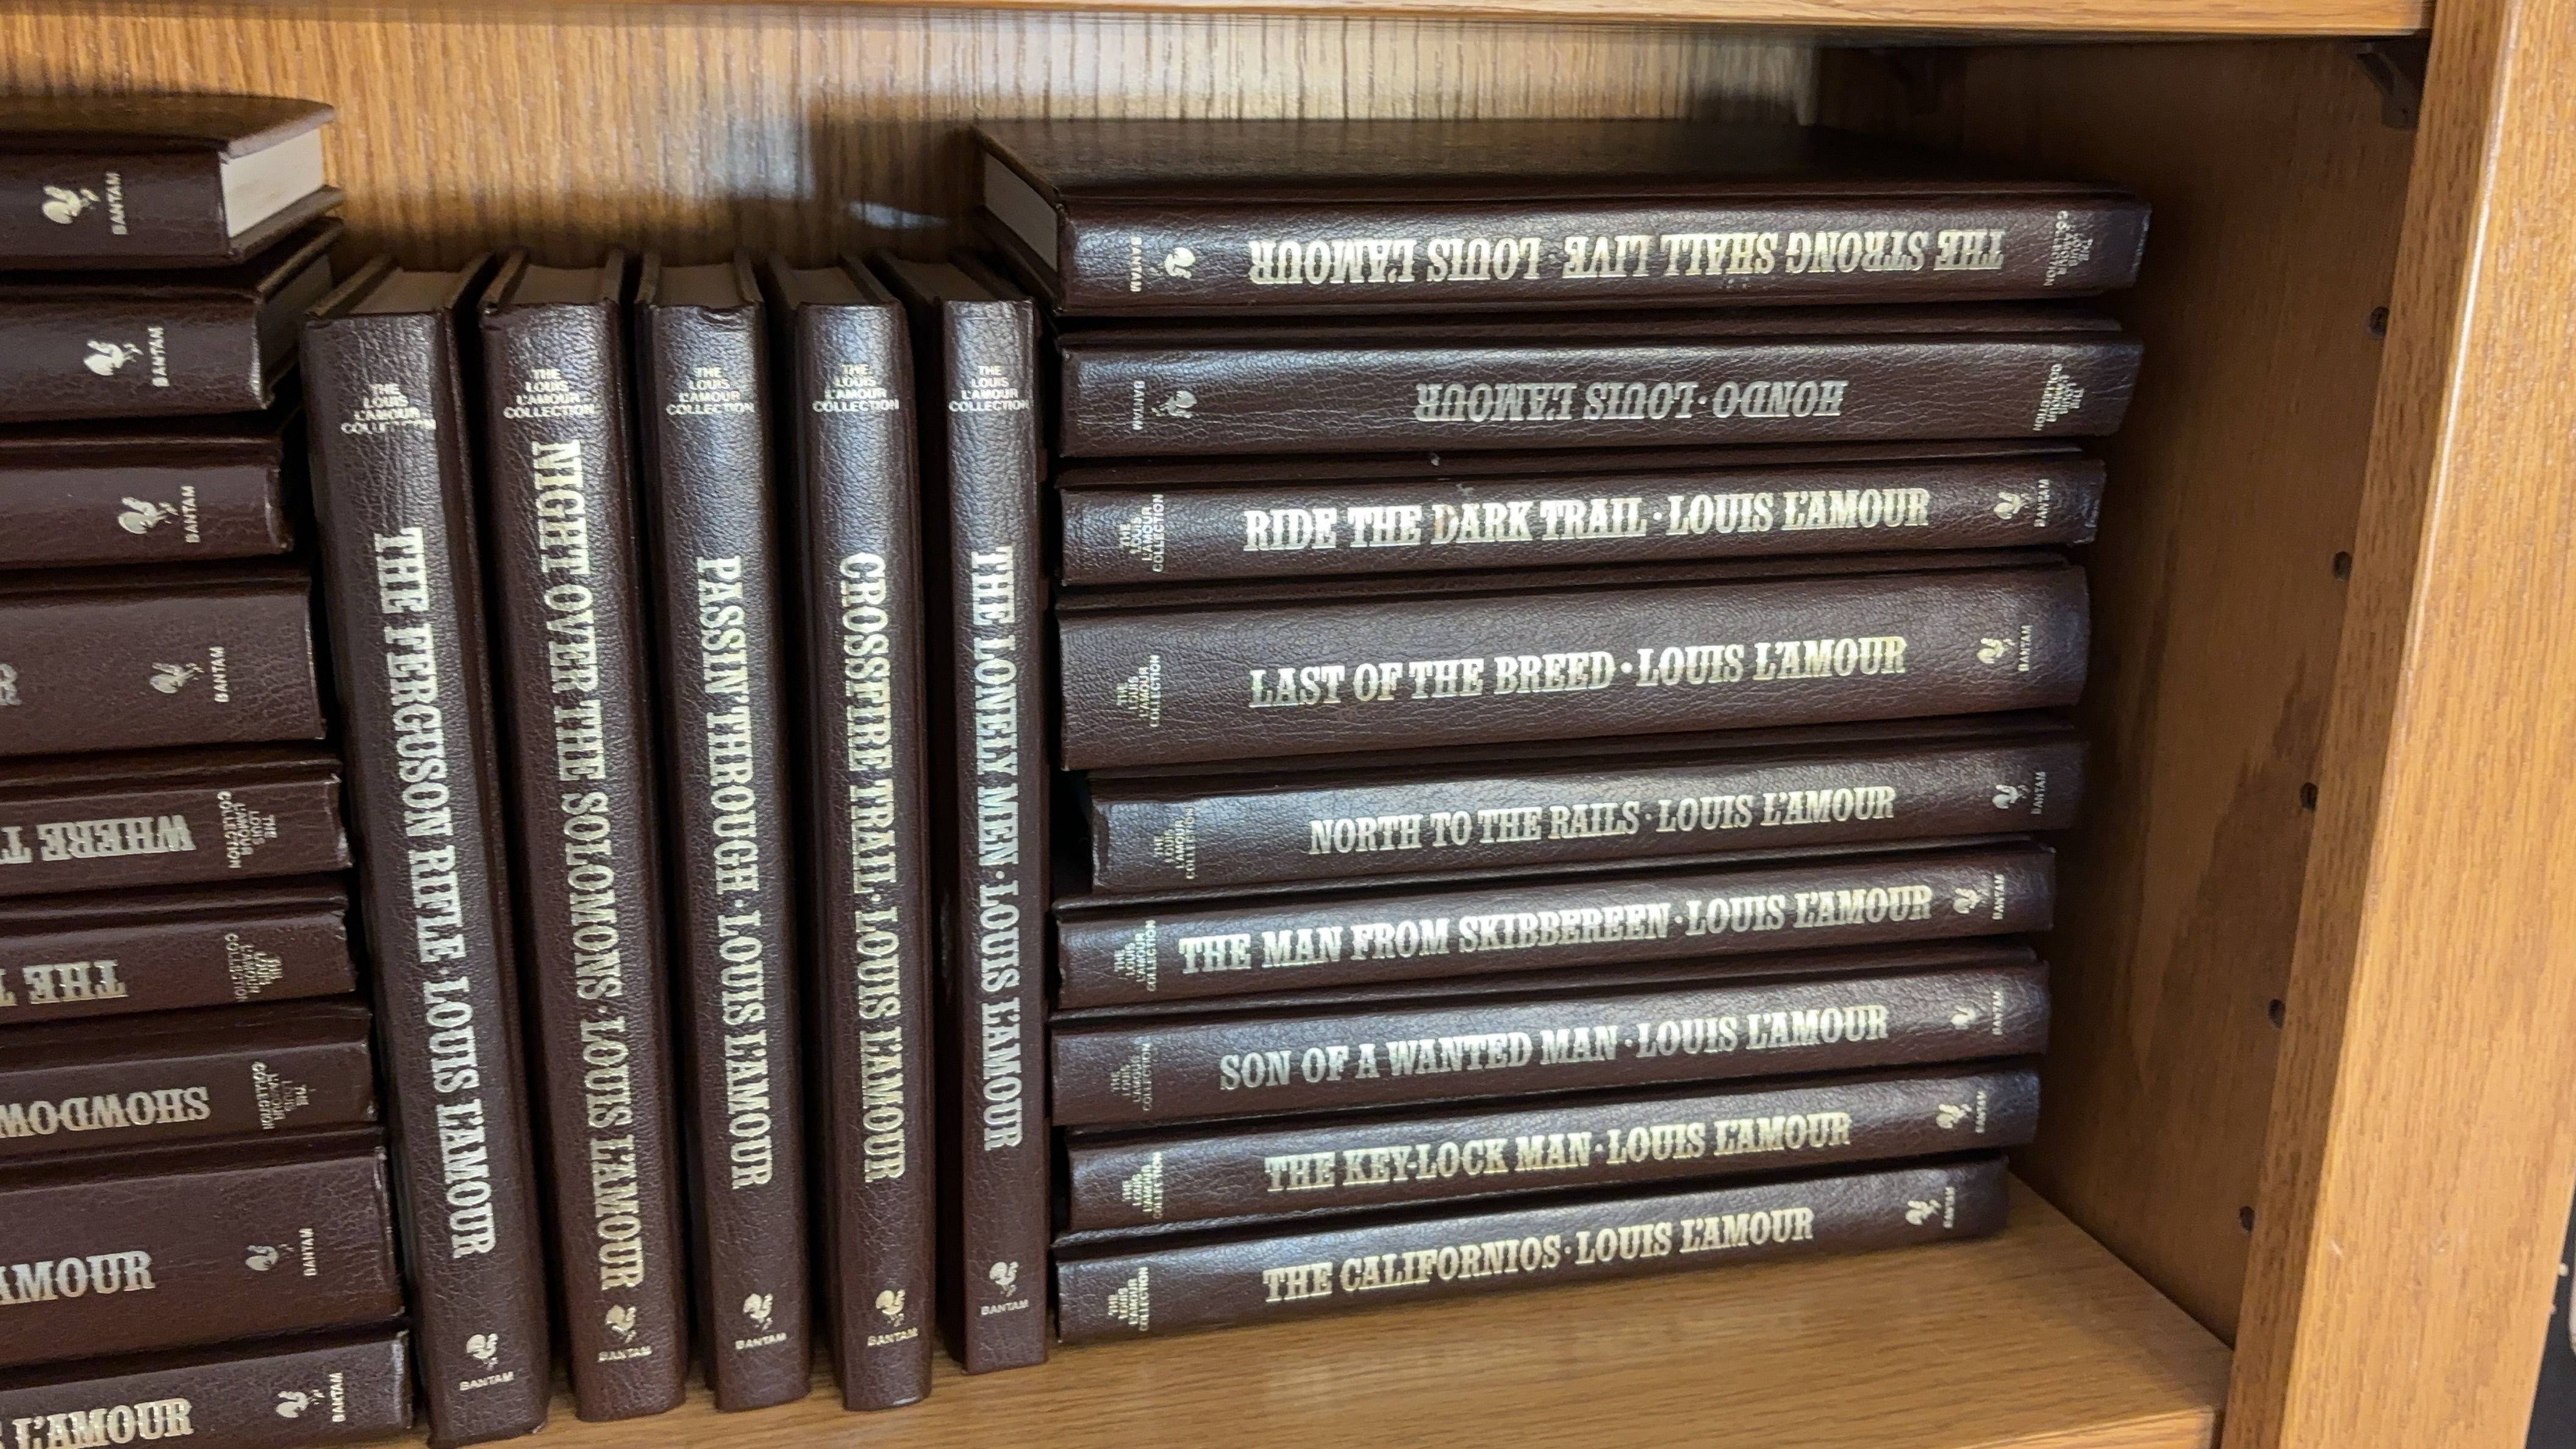 BANTAM
BANTAM
BANTAM
BANTAM
THE
LOUIS
L'AMOUR
COLLECTION
WHERE T
THE
LOUIS
L'AMOUR
COLLECTION
THE
THE
LOUIS
L'AMOUR
COLLECTION
SHOWDOW
AMOUR
BANTAM
L'AMOUR
BANTAM
THE
LOUIS
L'AMOUR
COLLECTION
THE FERGUSON RIFLE·LOUIS L'AMOUR
BANTAM
THE
LOUIS
L'AMOUR
COLLECTION
NIGHT OVER THE SOLOMONS·LOUIS L'AMOUR
BANTAM
THE
LOUIS
L'AMOUR
COLLECTION
PASSIN' THROUGH·LOUIS L'AMOUR
BANTAM
THE
LOUIS
L'AMOUR
COLLECTION
CROSSFIRE TRAIL·LOUIS L'AMOUR
BANTAM
THE
LOUIS
L'AMOUR
COLLECTION
THE LONELY MEN·LOUIS L'AMOUR
BANTAM
THE
LOUIS
L'AMOUR
COLLECTION
THE STRONG SHALL LIVE·LOUIS L'AMOUR
BANTAM
THE
LOUIS
L'AMOUR
COLLECTION
HONDO·LOUIS L'AMOUR
BANTAM
THE
LOUIS
L'AMOUR
COLLECTION
RIDE THE DARK TRAIL·LOUIS L'AMOUR
BANTAM
THE
LOUIS
L'AMOUR
COLLECTION
LAST OF THE BREED·LOUIS L'AMOUR
BANTAM
THE
LOUIS
L'AMOUR
COLLECTION
NORTH TO THE RAILS·LOUIS L'AMOUR
BANTAM
THE
LOUIS
L'AMOUR
COLLECTION
THE MAN FROM SKIBBEREEN·LOUIS L'AMOUR
BANTAM
THE
LOUIS
L'AMOUR
COLLECTION
SON OF A WANTED MAN·LOUIS L'AMOUR
BANTAM
THE
LOUIS
L'AMOUR
COLLECTION
THE KEY-LOCK MAN·LOUIS L'AMOUR
BANTAM
THE
LOUIS
L'AMOUR
COLLECTION
THE CALIFORNIOS·LOUIS L'AMOUR
BANTAM